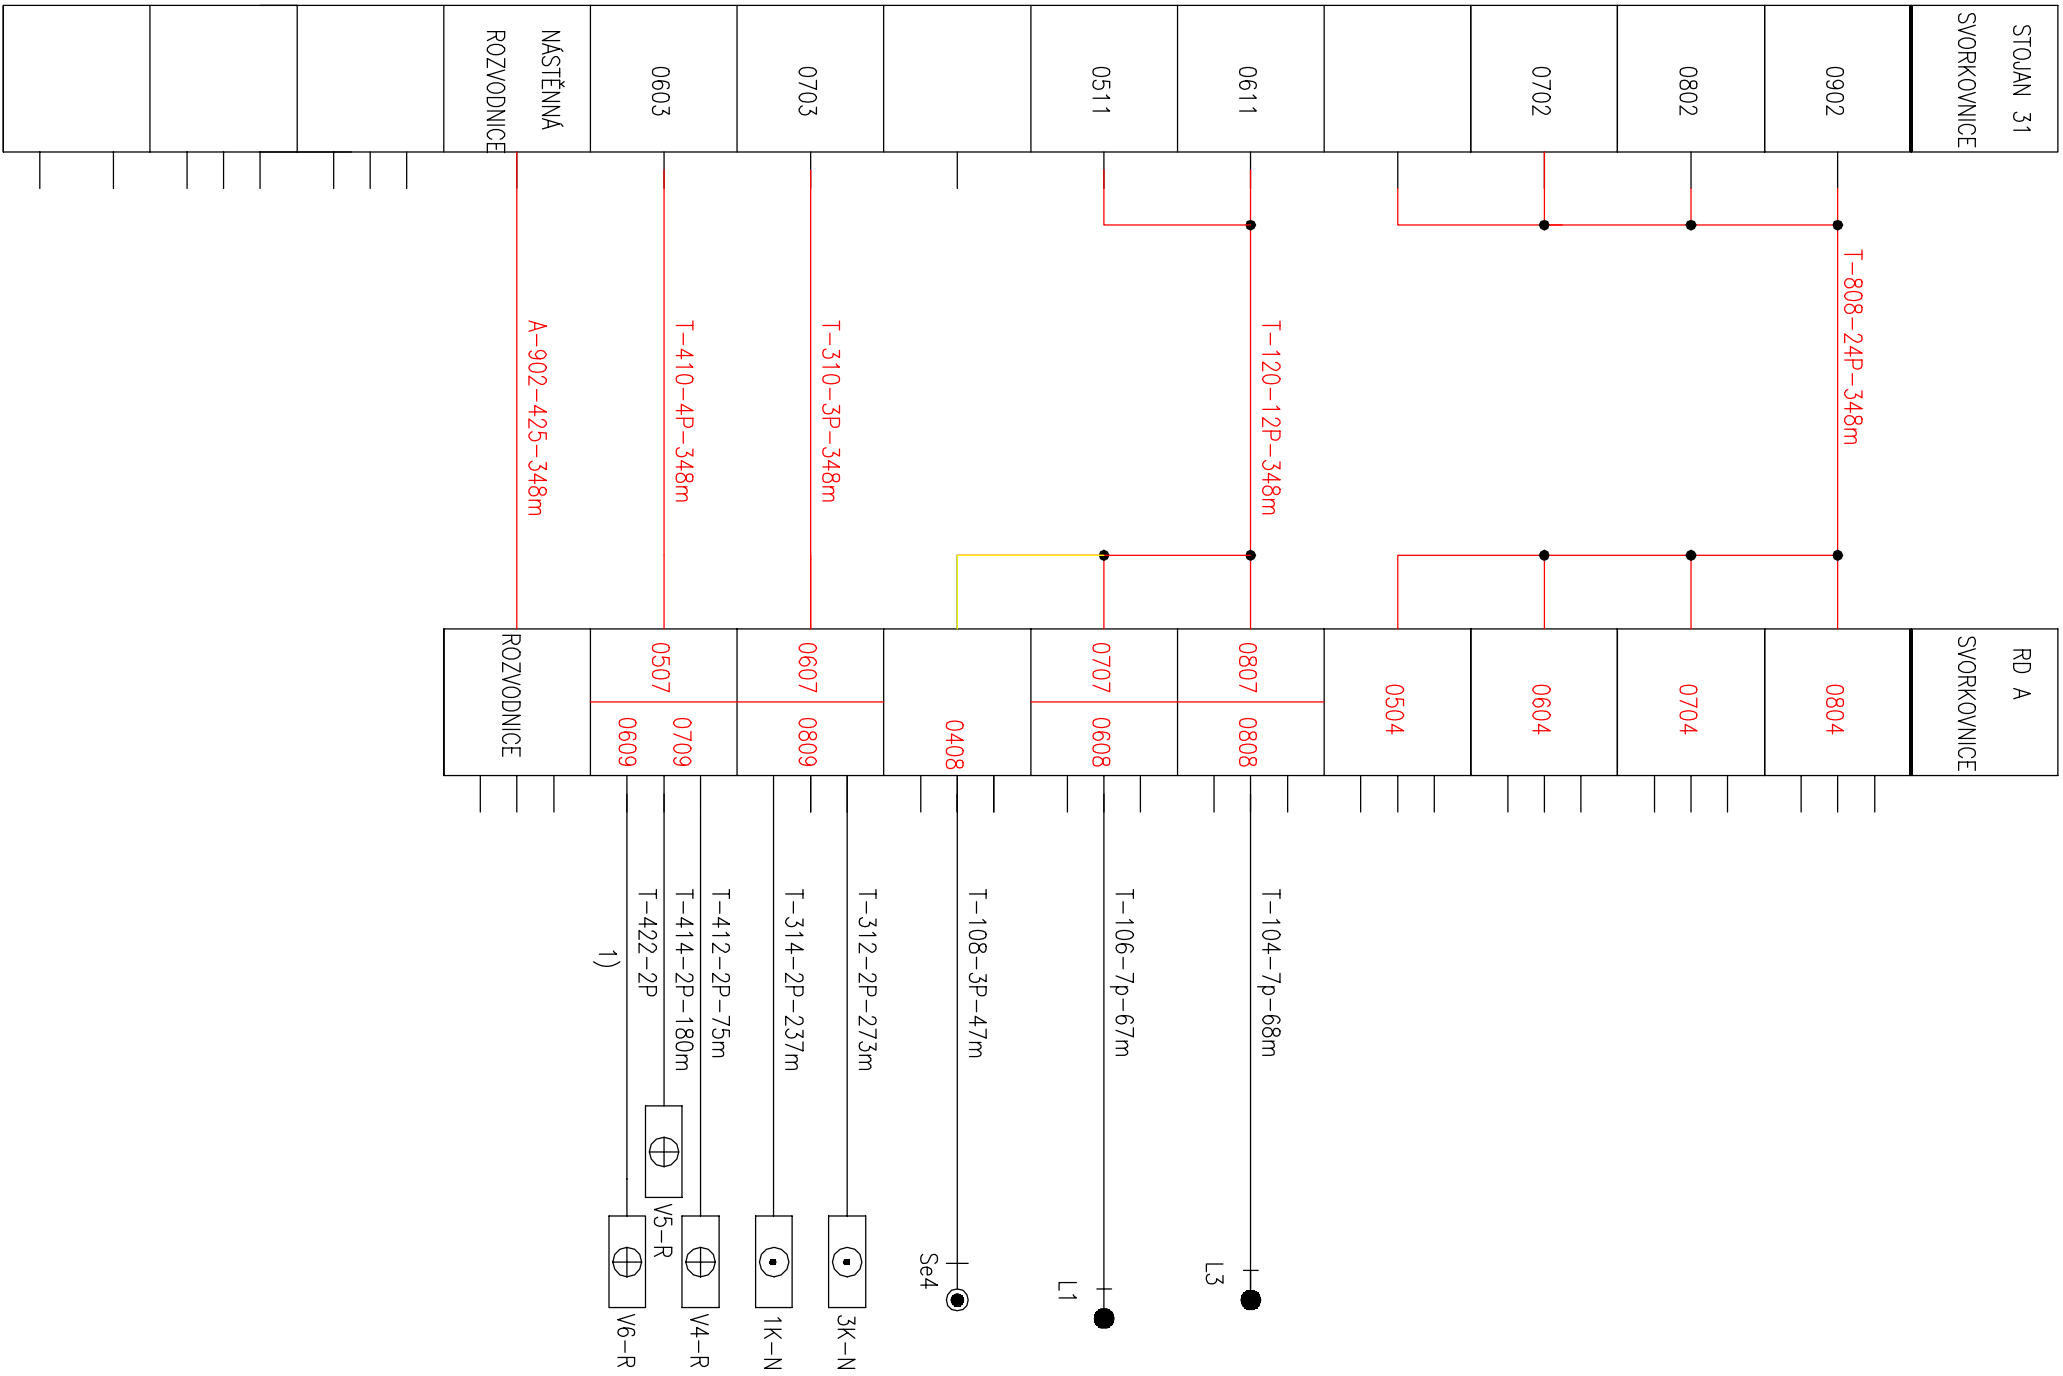 STOJAN 31
SVORKOVNICE
0902
0802
0702
0611
0511
0703
0603
NÁSTĚNNÁ
ROZVODNICE
T-808-24P-348m
T-120-12P-348m
T-310-3P-348m
T-410-4P-348m
A-902-425-348m
RD A
SVORKOVNICE
0804
0704
0604
0504
0807
0808
0707
0608
0408
0607
0809
0507
0709
0609
ROZVODNICE
T-104-7p-68m
T-106-7p-67m
T-108-3P-47m
T-312-2P-273m
T-314-2P-237m
T-412-2P-75m
T-414-2P-180m
T-422-2P
1)
L3
L1
Se4
3K-N
1K-N
V4-R
V5-R
V6-R